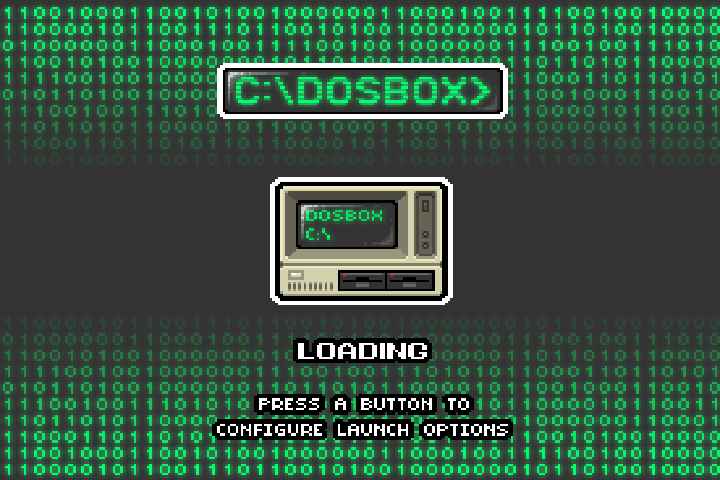 C:\DOSBOX>
DOSBOX
C:\
LOADING
PRESS A BUTTON TO
CONFIGURE LAUNCH OPTIONS